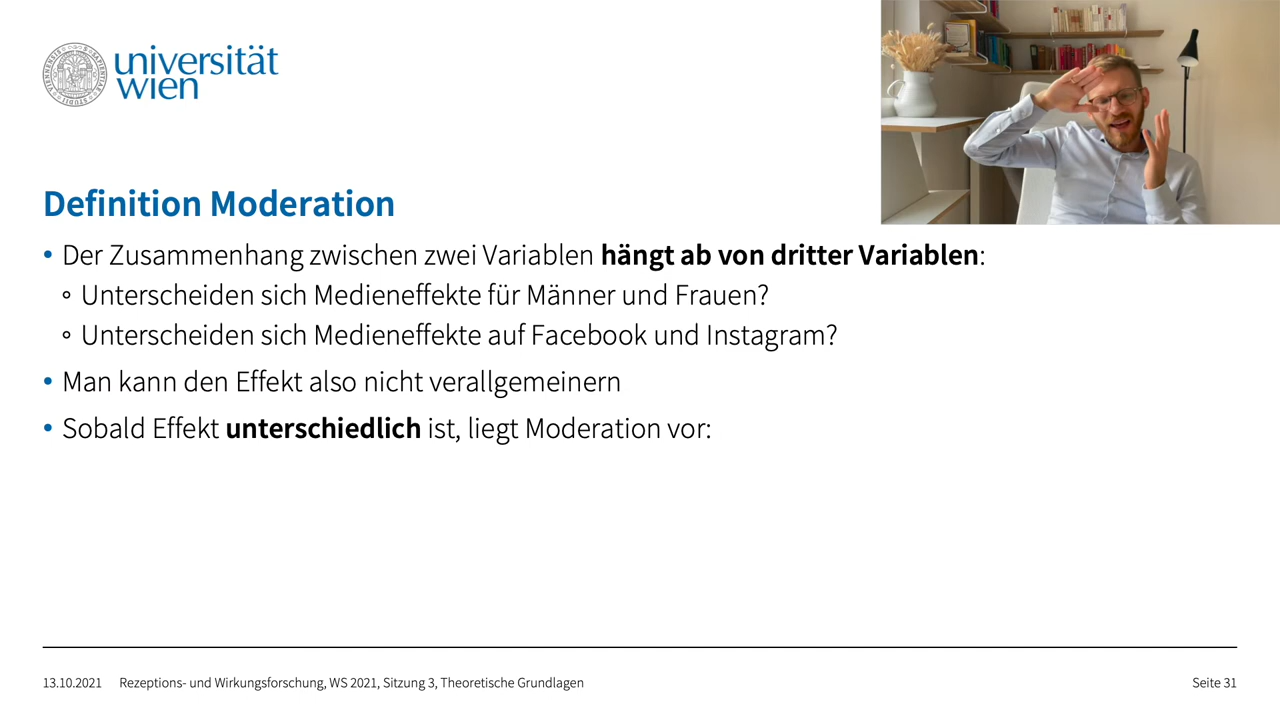 universität
wien
Definition Moderation
• Der Zusammenhang zwischen zwei Variablen hängt ab von dritter Variablen:
◦ Unterscheiden sich Medieneffekte für Männer und Frauen?
◦ Unterscheiden sich Medieneffekte auf Facebook und Instagram?
• Man kann den Effekt also nicht verallgemeinern
• Sobald Effekt unterschiedlich ist, liegt Moderation vor:
13.10.2021 Rezeptions- und Wirkungsforschung, WS 2021, Sitzung 3, Theoretische Grundlagen Seite 31